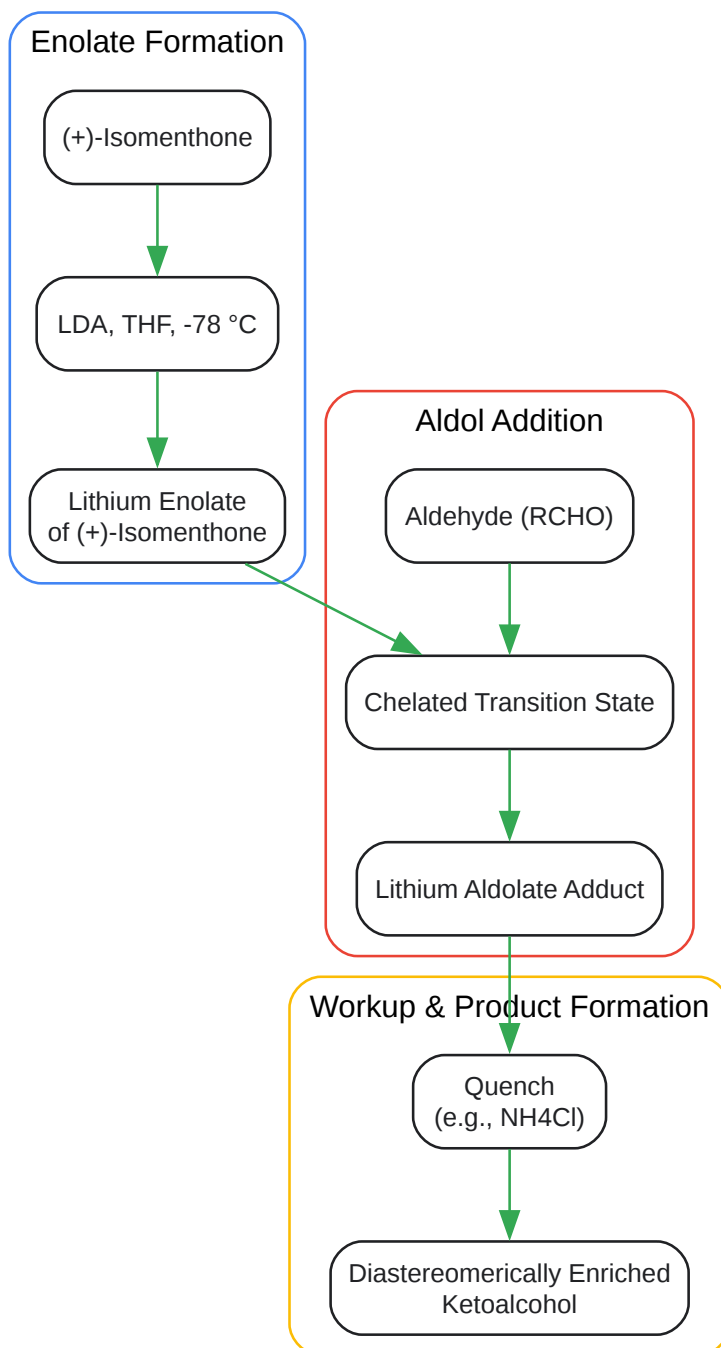 Enolate Formation
(+)-Isomenthone
LDA, THF, -78 °C
Lithium Enolate
of (+)-Isomenthone
Aldol Addition
Aldehyde (RCHO)
Chelated Transition State
Lithium Aldolate Adduct
Workup & Product Formation
Quench
(e.g., NH4Cl)
Diastereomerically Enriched
Ketoalcohol